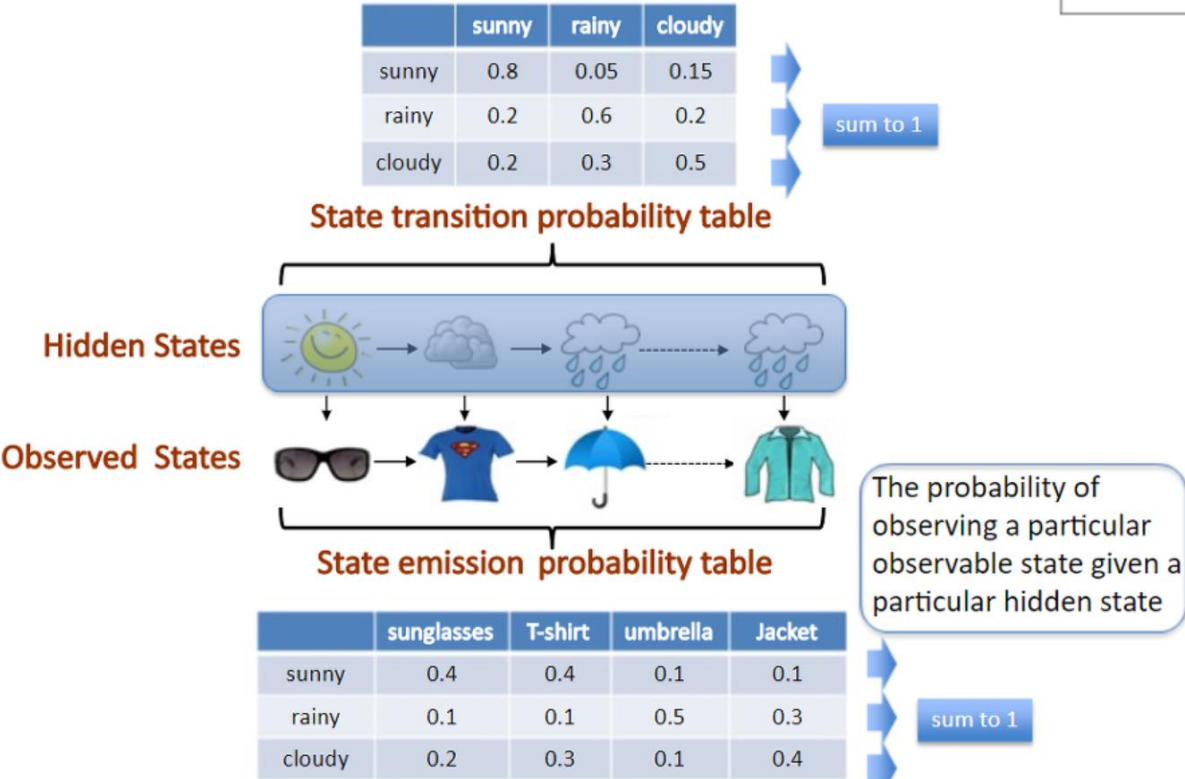 sunny rainy cloudy
sunny 0.8 0.05 0.15
rainy 0.2 0.6 0.2
cloudy 0.2 0.3 0.5
sum to 1
State transition probability table
Hidden States
Observed States
The probability of
observing a particular
observable state given a
particular hidden state
State emission probability table
sunglasses T-shirt umbrella Jacket
sunny 0.4 0.4 0.1 0.1
rainy 0.1 0.1 0.5 0.3
cloudy 0.2 0.3 0.1 0.4
sum to 1